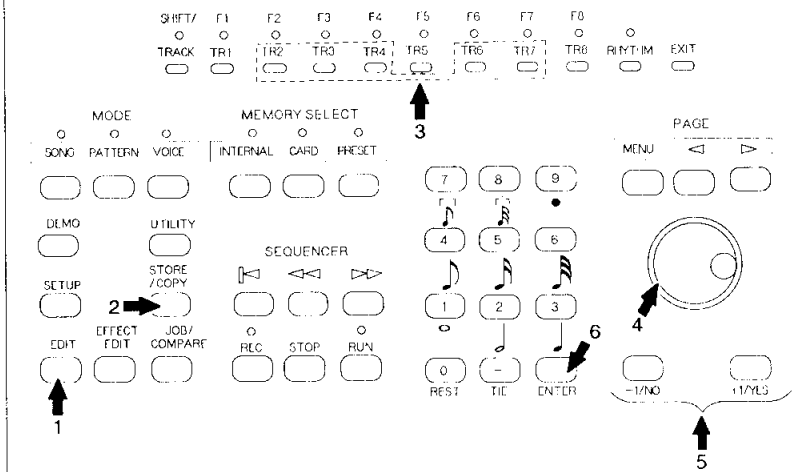 SHIFT/ F1 F2 F3 F4 F5 F6 F7 F8
TRACK TR1 TR2 TR3 TR4 TR5 TR6 TR7 TR8 RHYTHM EXIT
3
MODE MEMORY SELECT PAGE
SONG PATTERN VOICE INTERNAL CARD PRESET MENU
7 8 9
DEMO UTILITY
4 5 6
SEQUENCER
SETUP STORE
/COPY
2
1 2 3
4
6
EDIT EFFECT
EDIT JOB/
COMPARE REC STOP RUN
0 - 
REST TIE ENTER -1/NO +1/YES
1
5